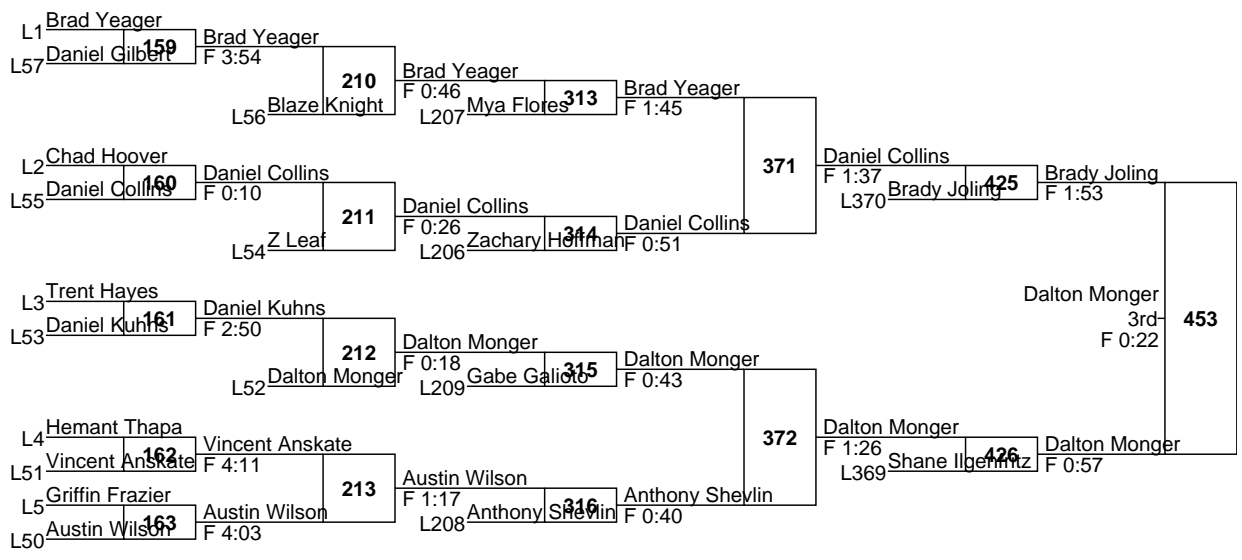 L1 Brad Yeager
159
L57 Daniel Gilbert
Brad Yeager
F 3:54
210
L56 Blaze Knight
Brad Yeager
F 0:46
313
L207 Mya Flores
Brad Yeager
F 1:45
L2 Chad Hoover
160
L55 Daniel Collins
Daniel Collins
F 0:10
211
L54 Z Leaf
Daniel Collins
F 0:26
314
L206 Zachary Hoffman
Daniel Collins
F 0:51
371
Daniel Collins
F 1:37
425
L370 Brady Joling
Brady Joling
F 1:53
L3 Trent Hayes
161
L53 Daniel Kuhns
Daniel Kuhns
F 2:50
212
L52 Dalton Monger
Dalton Monger
F 0:18
315
L209 Gabe Galioto
Dalton Monger
F 0:43
L4 Hemant Thapa
162
L51 Vincent Anskate
Vincent Anskate
F 4:11
L5 Griffin Frazier
163
L50 Austin Wilson
Austin Wilson
F 4:03
213
Austin Wilson
F 1:17
316
L208 Anthony Shevlin
Anthony Shevlin
F 0:40
372
Dalton Monger
F 1:26
426
L369 Shane Ilgenfritz
Dalton Monger
F 0:57
453
Dalton Monger
3rd
F 0:22